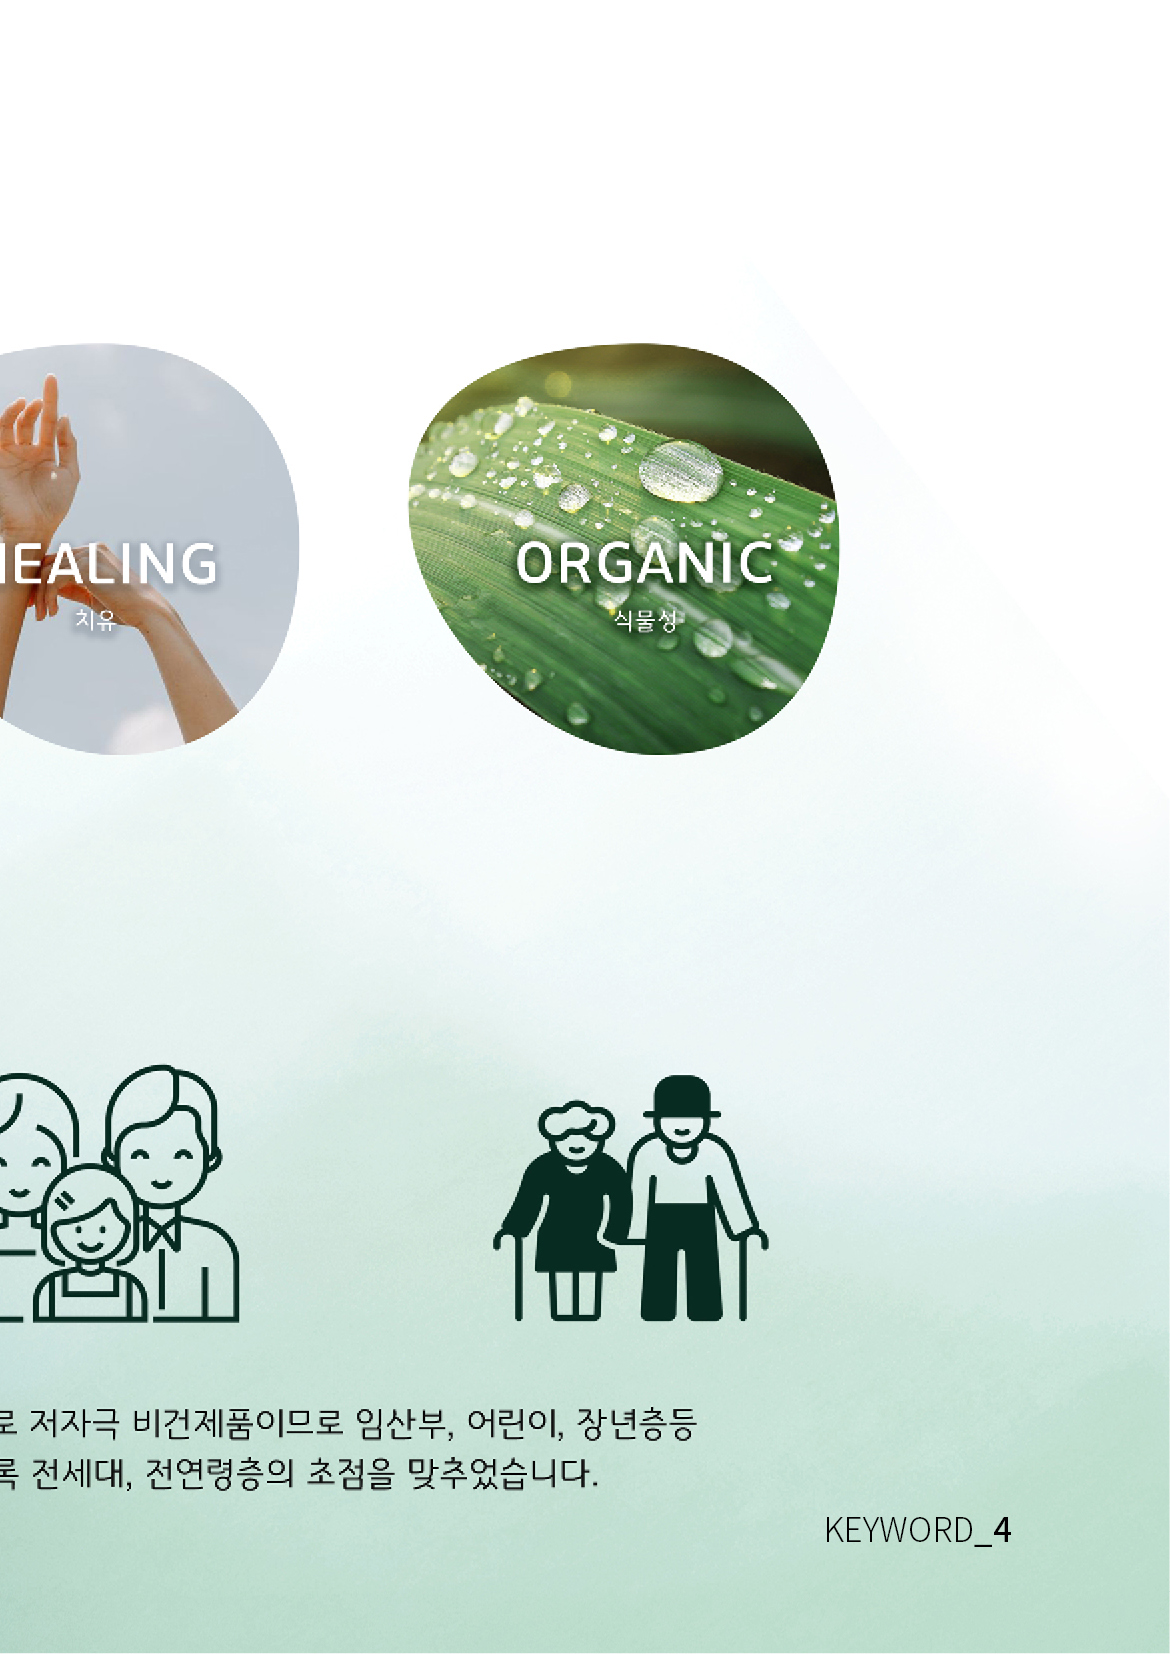 HEALING
치유
ORGANIC
식물성
로 저자극 비건제품이므로 임산부, 어린이, 장년층등
록 전세대, 전연령층의 초점을 맞추었습니다.
KEYWORD_4